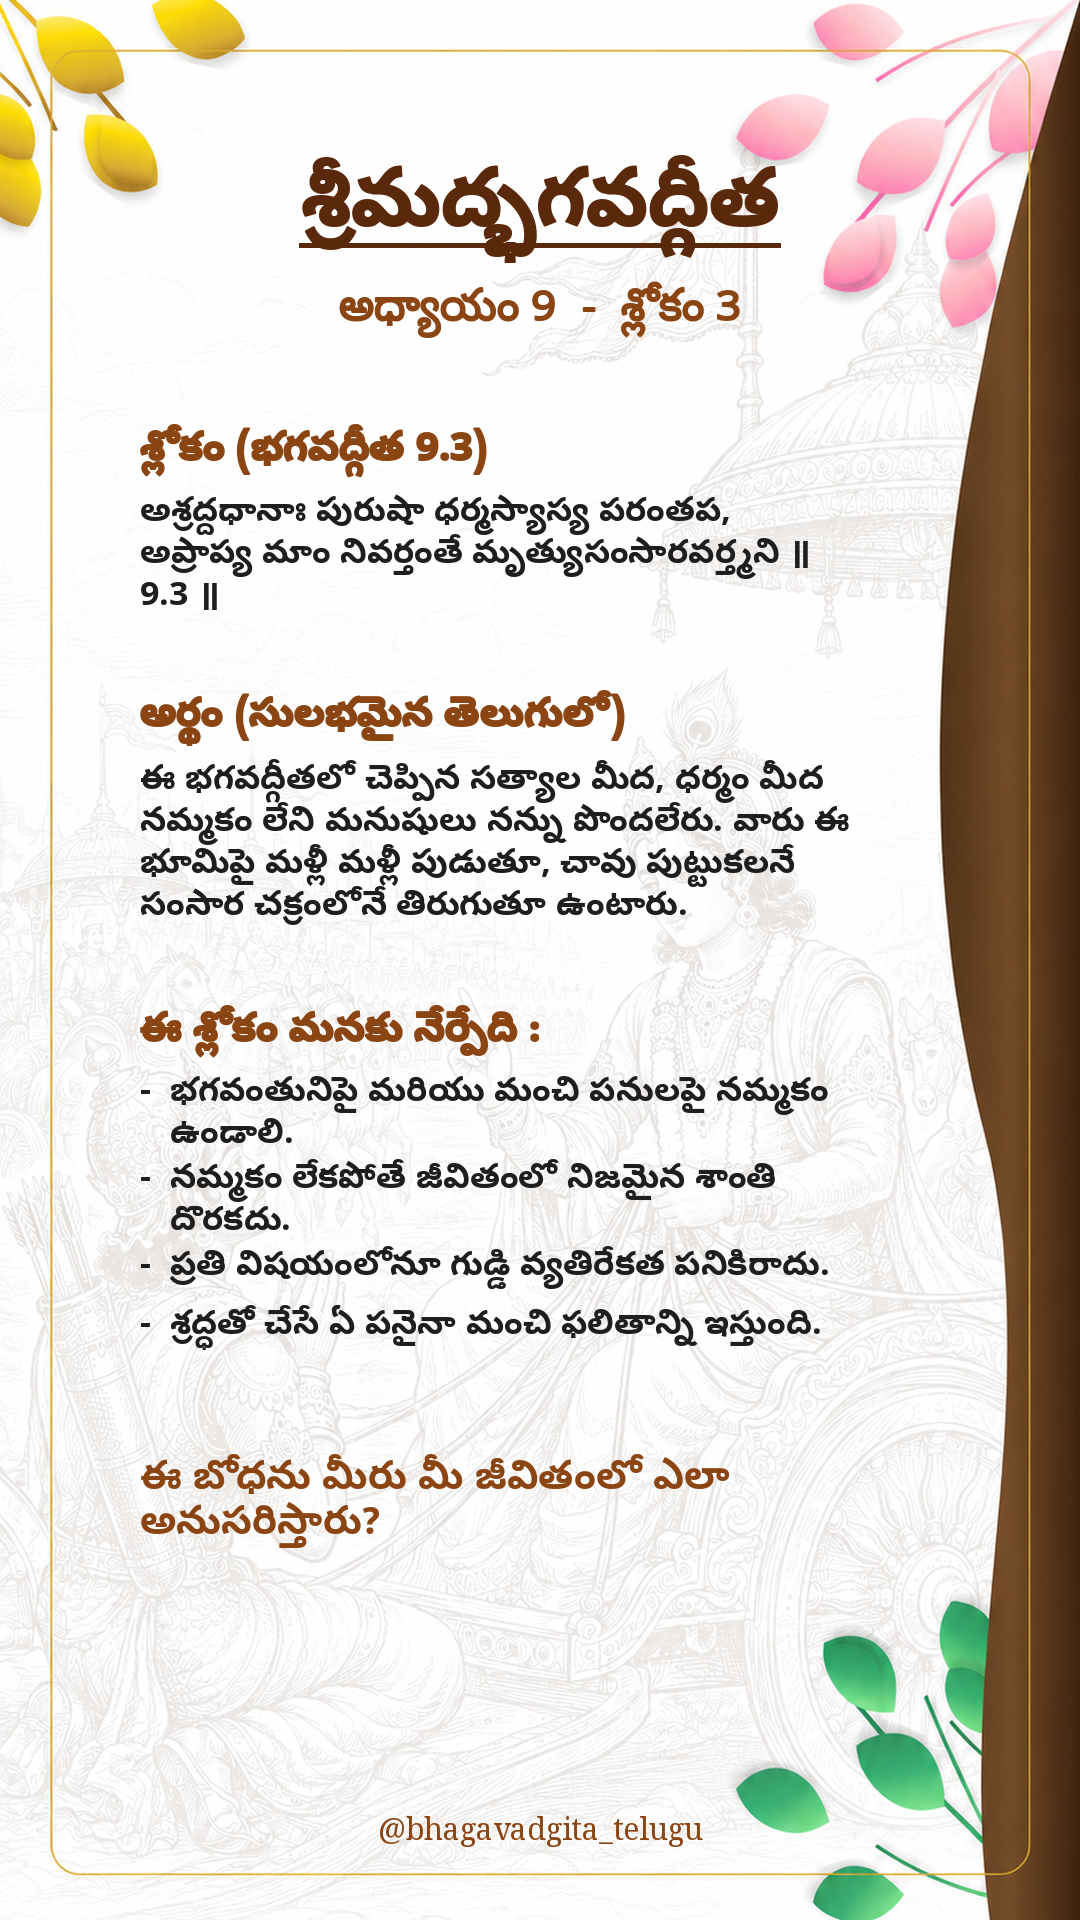 శ్రీమద్భగవద్గీత
అధ్యాయం 9 - శ్లోకం 3
శ్లోకం (భగవద్గీత 9.3)
అశ్రద్దధానాః పురుషా ధర్మస్యాస్య పరంతప,
అప్రాప్య మాం నివర్తంతే మృత్యుసంసారవర్త్మని ॥
9.3 ॥
అర్థం (సులభమైన తెలుగులో)
ఈ భగవద్గీతలో చెప్పిన సత్యాల మీద, ధర్మం మీద
నమ్మకం లేని మనుషులు నన్ను పొందలేరు. వారు ఈ
భూమిపై మళ్లీ మళ్లీ పుడుతూ, చావు పుట్టుకలనే
సంసార చక్రంలోనే తిరుగుతూ ఉంటారు.
ఈ శ్లోకం మనకు నేర్పేది :
- భగవంతునిపై మరియు మంచి పనులపై నమ్మకం
ఉండాలి.
- నమ్మకం లేకపోతే జీవితంలో నిజమైన శాంతి
దొరకదు.
- ప్రతి విషయంలోనూ గుడ్డి వ్యతిరేకత పనికిరాదు.
- శ్రద్ధతో చేసే ఏ పనైనా మంచి ఫలితాన్ని ఇస్తుంది.
ఈ బోధను మీరు మీ జీవితంలో ఎలా
అనుసరిస్తారు?
@bhagavadgita_telugu